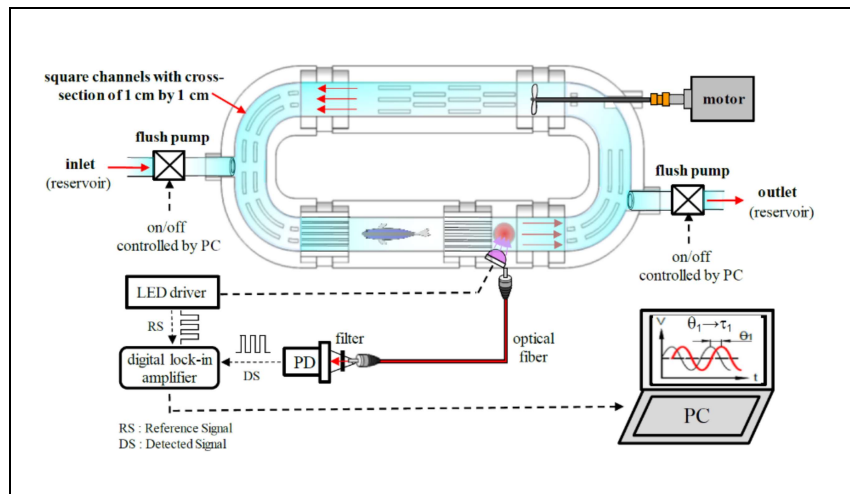 square channels with cross-
section of 1 cm by 1 cm
motor
flush pump
inlet
(reservoir)
on/off
controlled by PC
flush pump
outlet
(reservoir)
on/off
controlled by PC
LED driver
RS
digital lock-in
amplifier
DS
PD
filter
optical
fiber
V
θ₁→τ₁
θ₁
t
PC
RS : Reference Signal
DS : Detected Signal